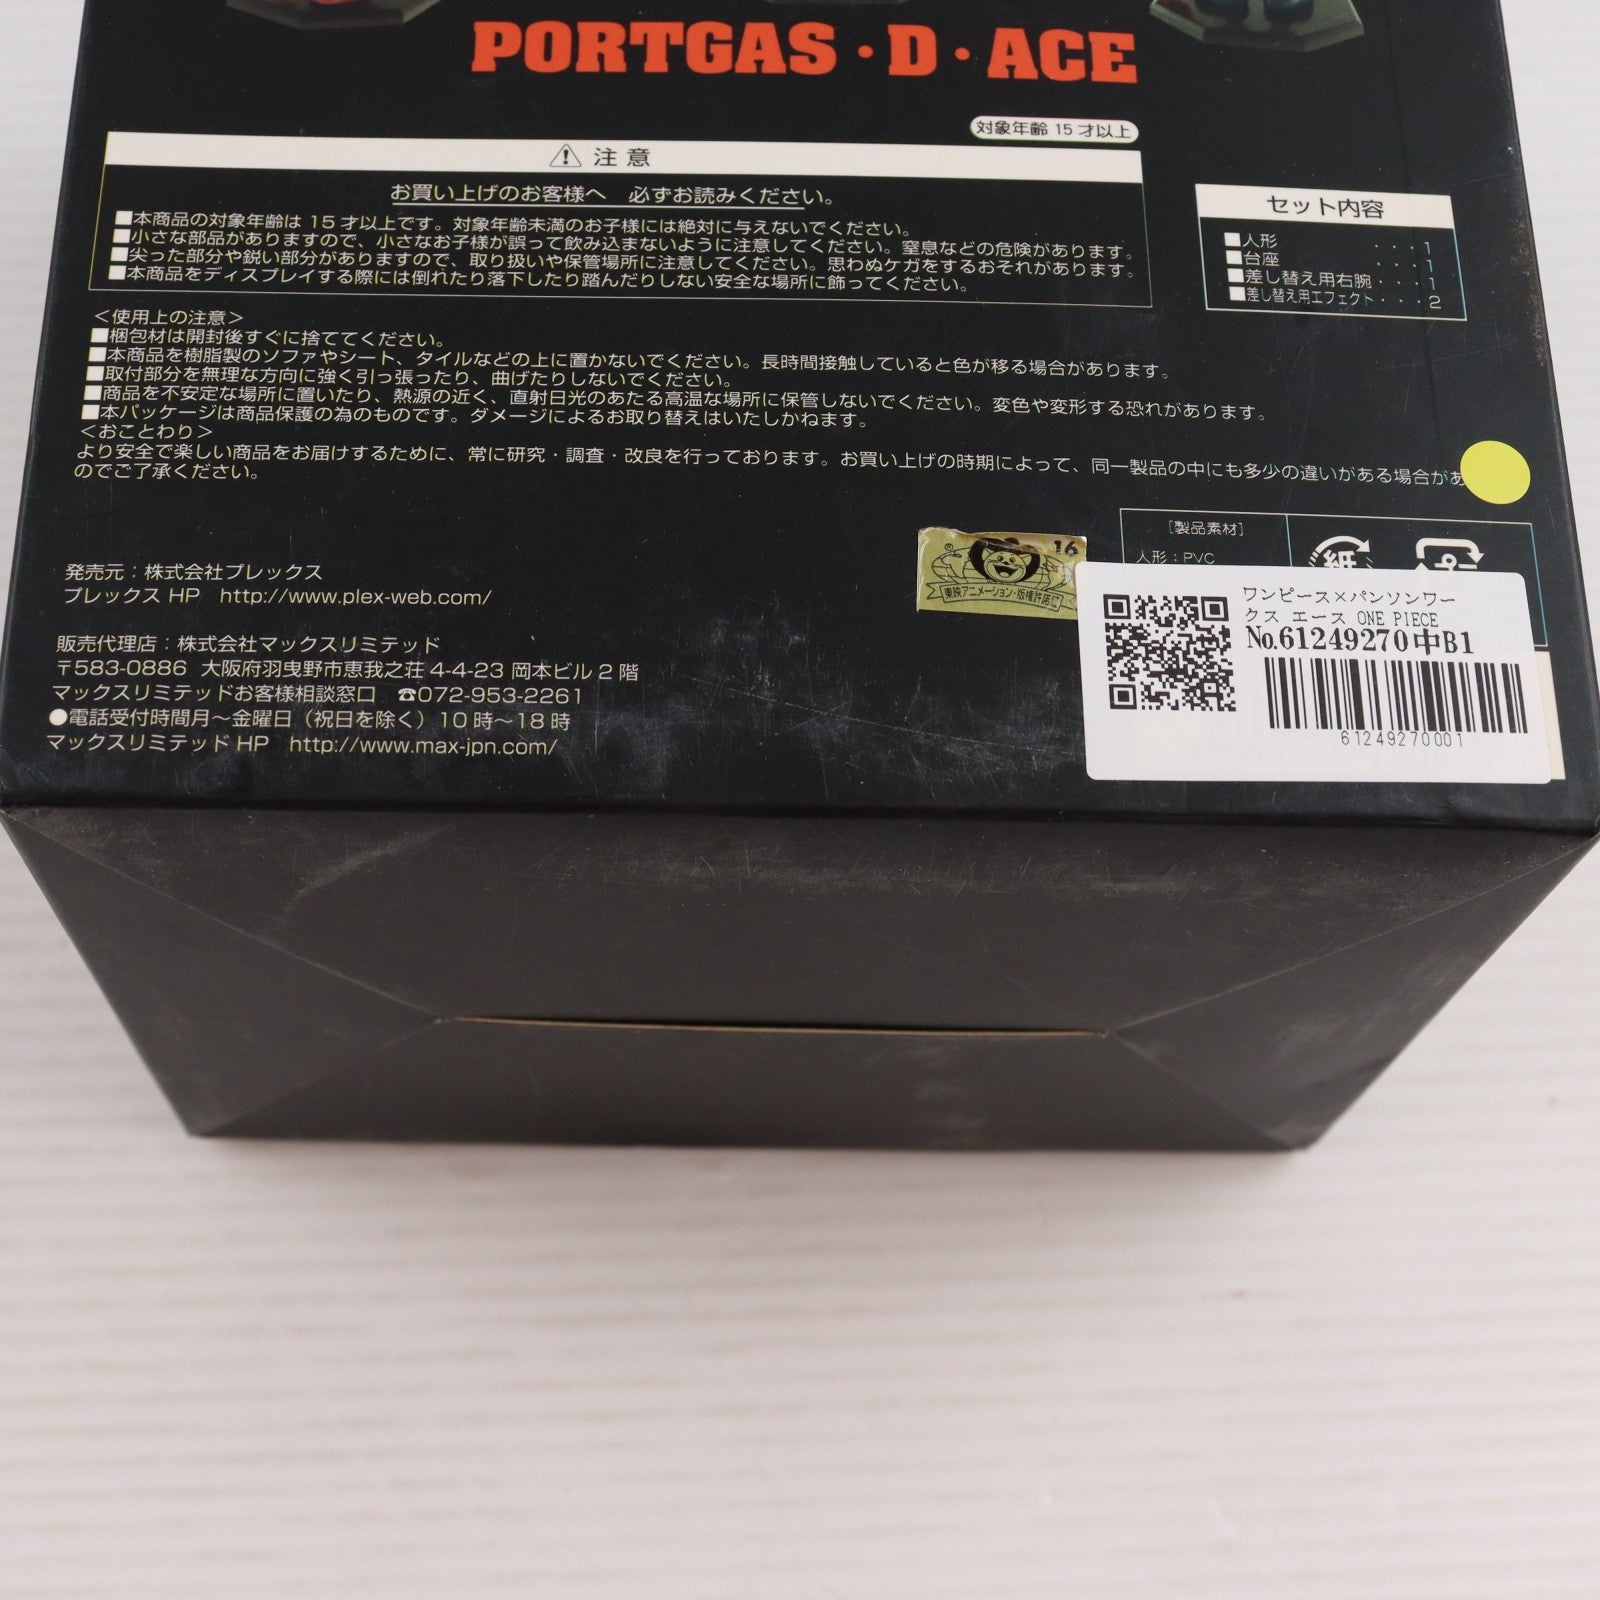 PORTGAS・D・ACE
対象年齢 15 才以上
注 意
お買い上げのお客様へ 必ずお読みください。
■本商品の対象年齢は 15 才以上です。対象年齢未満のお子様には絶対に与えないでください。
■小さな部品がありますので、小さなお子様が誤って飲み込まないように注意してください。窒息などの危険があります。
■尖った部分や鋭い部分がありますので、取り扱いや保管場所に注意してください。思わぬケガをするおそれがあります。
■本商品をディスプレイする際には倒れたり落下したり踏んだりしない安全な場所に飾ってください。
セット内容
■人形 ・・・1
■台座 ・・・1
■差し替え用右腕・・・1
■差し替え用エフェクト・・・2
＜使用上の注意＞
■梱包材は開封後すぐに捨ててください。
■本商品を樹脂製のソファやシート、タイルなどの上に置かないでください。長時間接触していると色が移る場合があります。
■取付部分を無理な方向に強く引っ張ったり、曲げたりしないでください。
■商品を不安定な場所に置いたり、熱源の近く、直射日光のあたる高温な場所に保管しないでください。変色や変形する恐れがあります。
■本パッケージは商品保護の為のものです。ダメージによるお取り替えはいたしかねます。
＜おことわり＞
より安全で楽しい商品をお届けするために、常に研究・調査・改良を行っております。お買い上げの時期によって、同一製品の中にも多少の違いがある場合があ
のでご了承ください。
発売元：株式会社プレックス
プレックス HP http://www.plex-web.com/
販売代理店：株式会社マックスリミテッド
〒583-0886 大阪府羽曳野市恵我之荘 4-4-23 岡本ビル 2 階
マックスリミテッドお客様相談窓口 ☎072-953-2261
●電話受付時間月〜金曜日（祝日を除く）10 時〜18 時
マックスリミテッド HP http://www.max-jpn.com/
16
東映アニメーション・版権許諾証
［製品素材］
人形：PVC
紙
ワンピース×パンソンワー
クス エース ONE PIECE
No.61249270中B1
61249270001